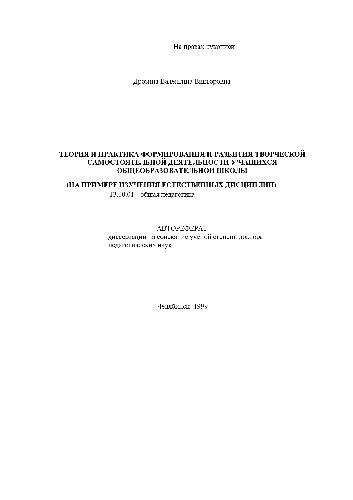 На правах рукописи
Дрозина Валентина Викторовна
ТЕОРИЯ И ПРАКТИКА ФОРМИРОВАНИЯ И РАЗВИТИЯ ТВОРЧЕСКОЙ
САМОСТОЯТЕЛЬНОЙ ДЕЯТЕЛЬНОСТИ УЧАЩИХСЯ
ОБЩЕОБРАЗОВАТЕЛЬНОЙ ШКОЛЫ
(НА ПРИМЕРЕ ИЗУЧЕНИЯ ЕСТЕСТВЕННЫХ ДИСЦИПЛИН)
13.00.01 – общая педагогика
АВТОРЕФЕРАТ
диссертации на соискание ученой степени доктора
педагогических наук
Челябинск 1999